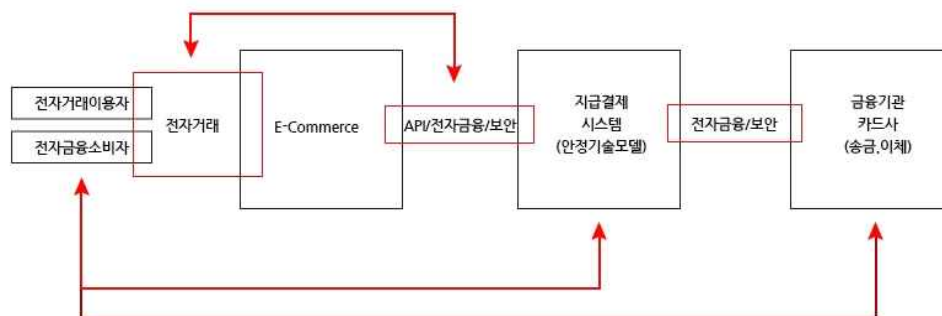 전자거래이용자
전자금융소비자
전자거래
E-Commerce
API/전자금융/보안
지급결제
시스템
(안정기술모델)
전자금융/보안
금융기관
카드사
(송금.이체)